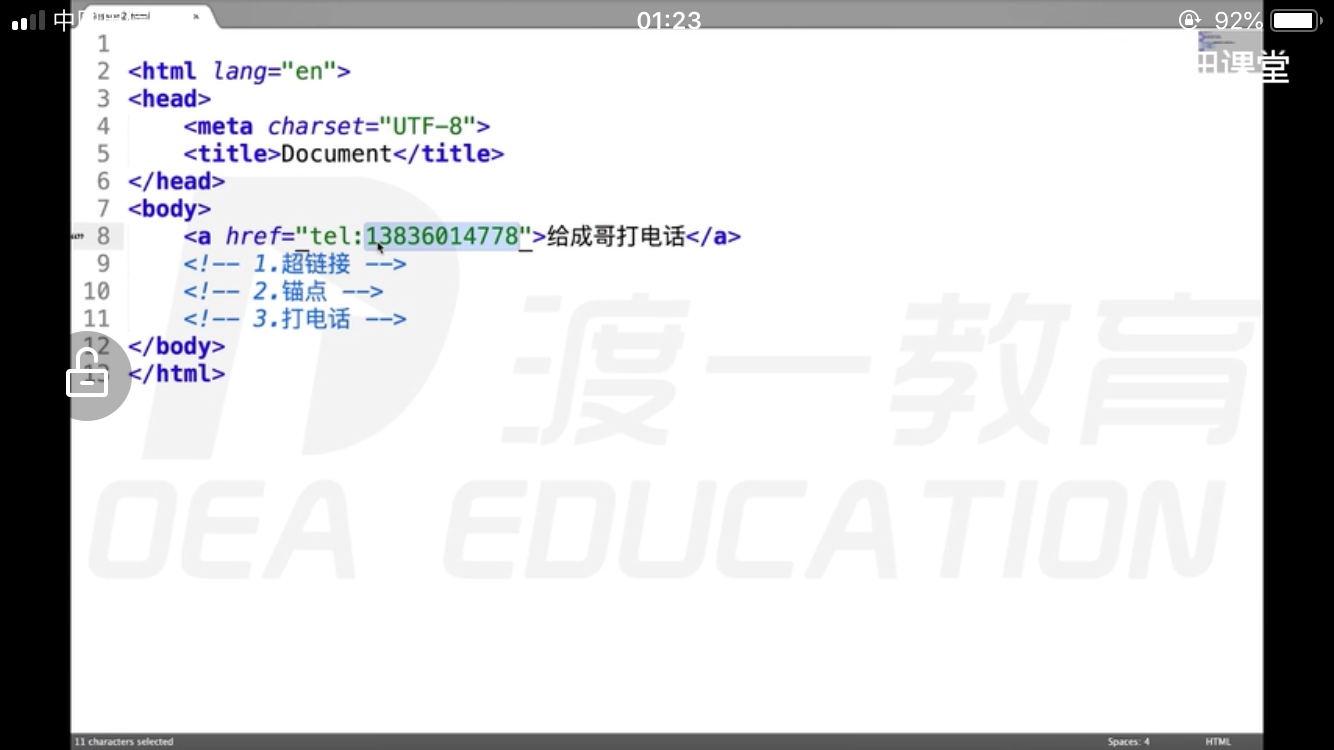 中 01:23 92%
课堂
1
2 <html lang="en">
3 <head>
4 <meta charset="UTF-8">
5 <title>Document</title>
6 </head>
7 <body>
8 <a href="tel:13836014778">给成哥打电话</a>
9 <!-- 1.超链接 -->
10 <!-- 2.锚点 -->
11 <!-- 3.打电话 -->
12 </body>
13 </html>
渡一教育
OEA EDUCATION
11 characters selected Spaces: 4 HTML